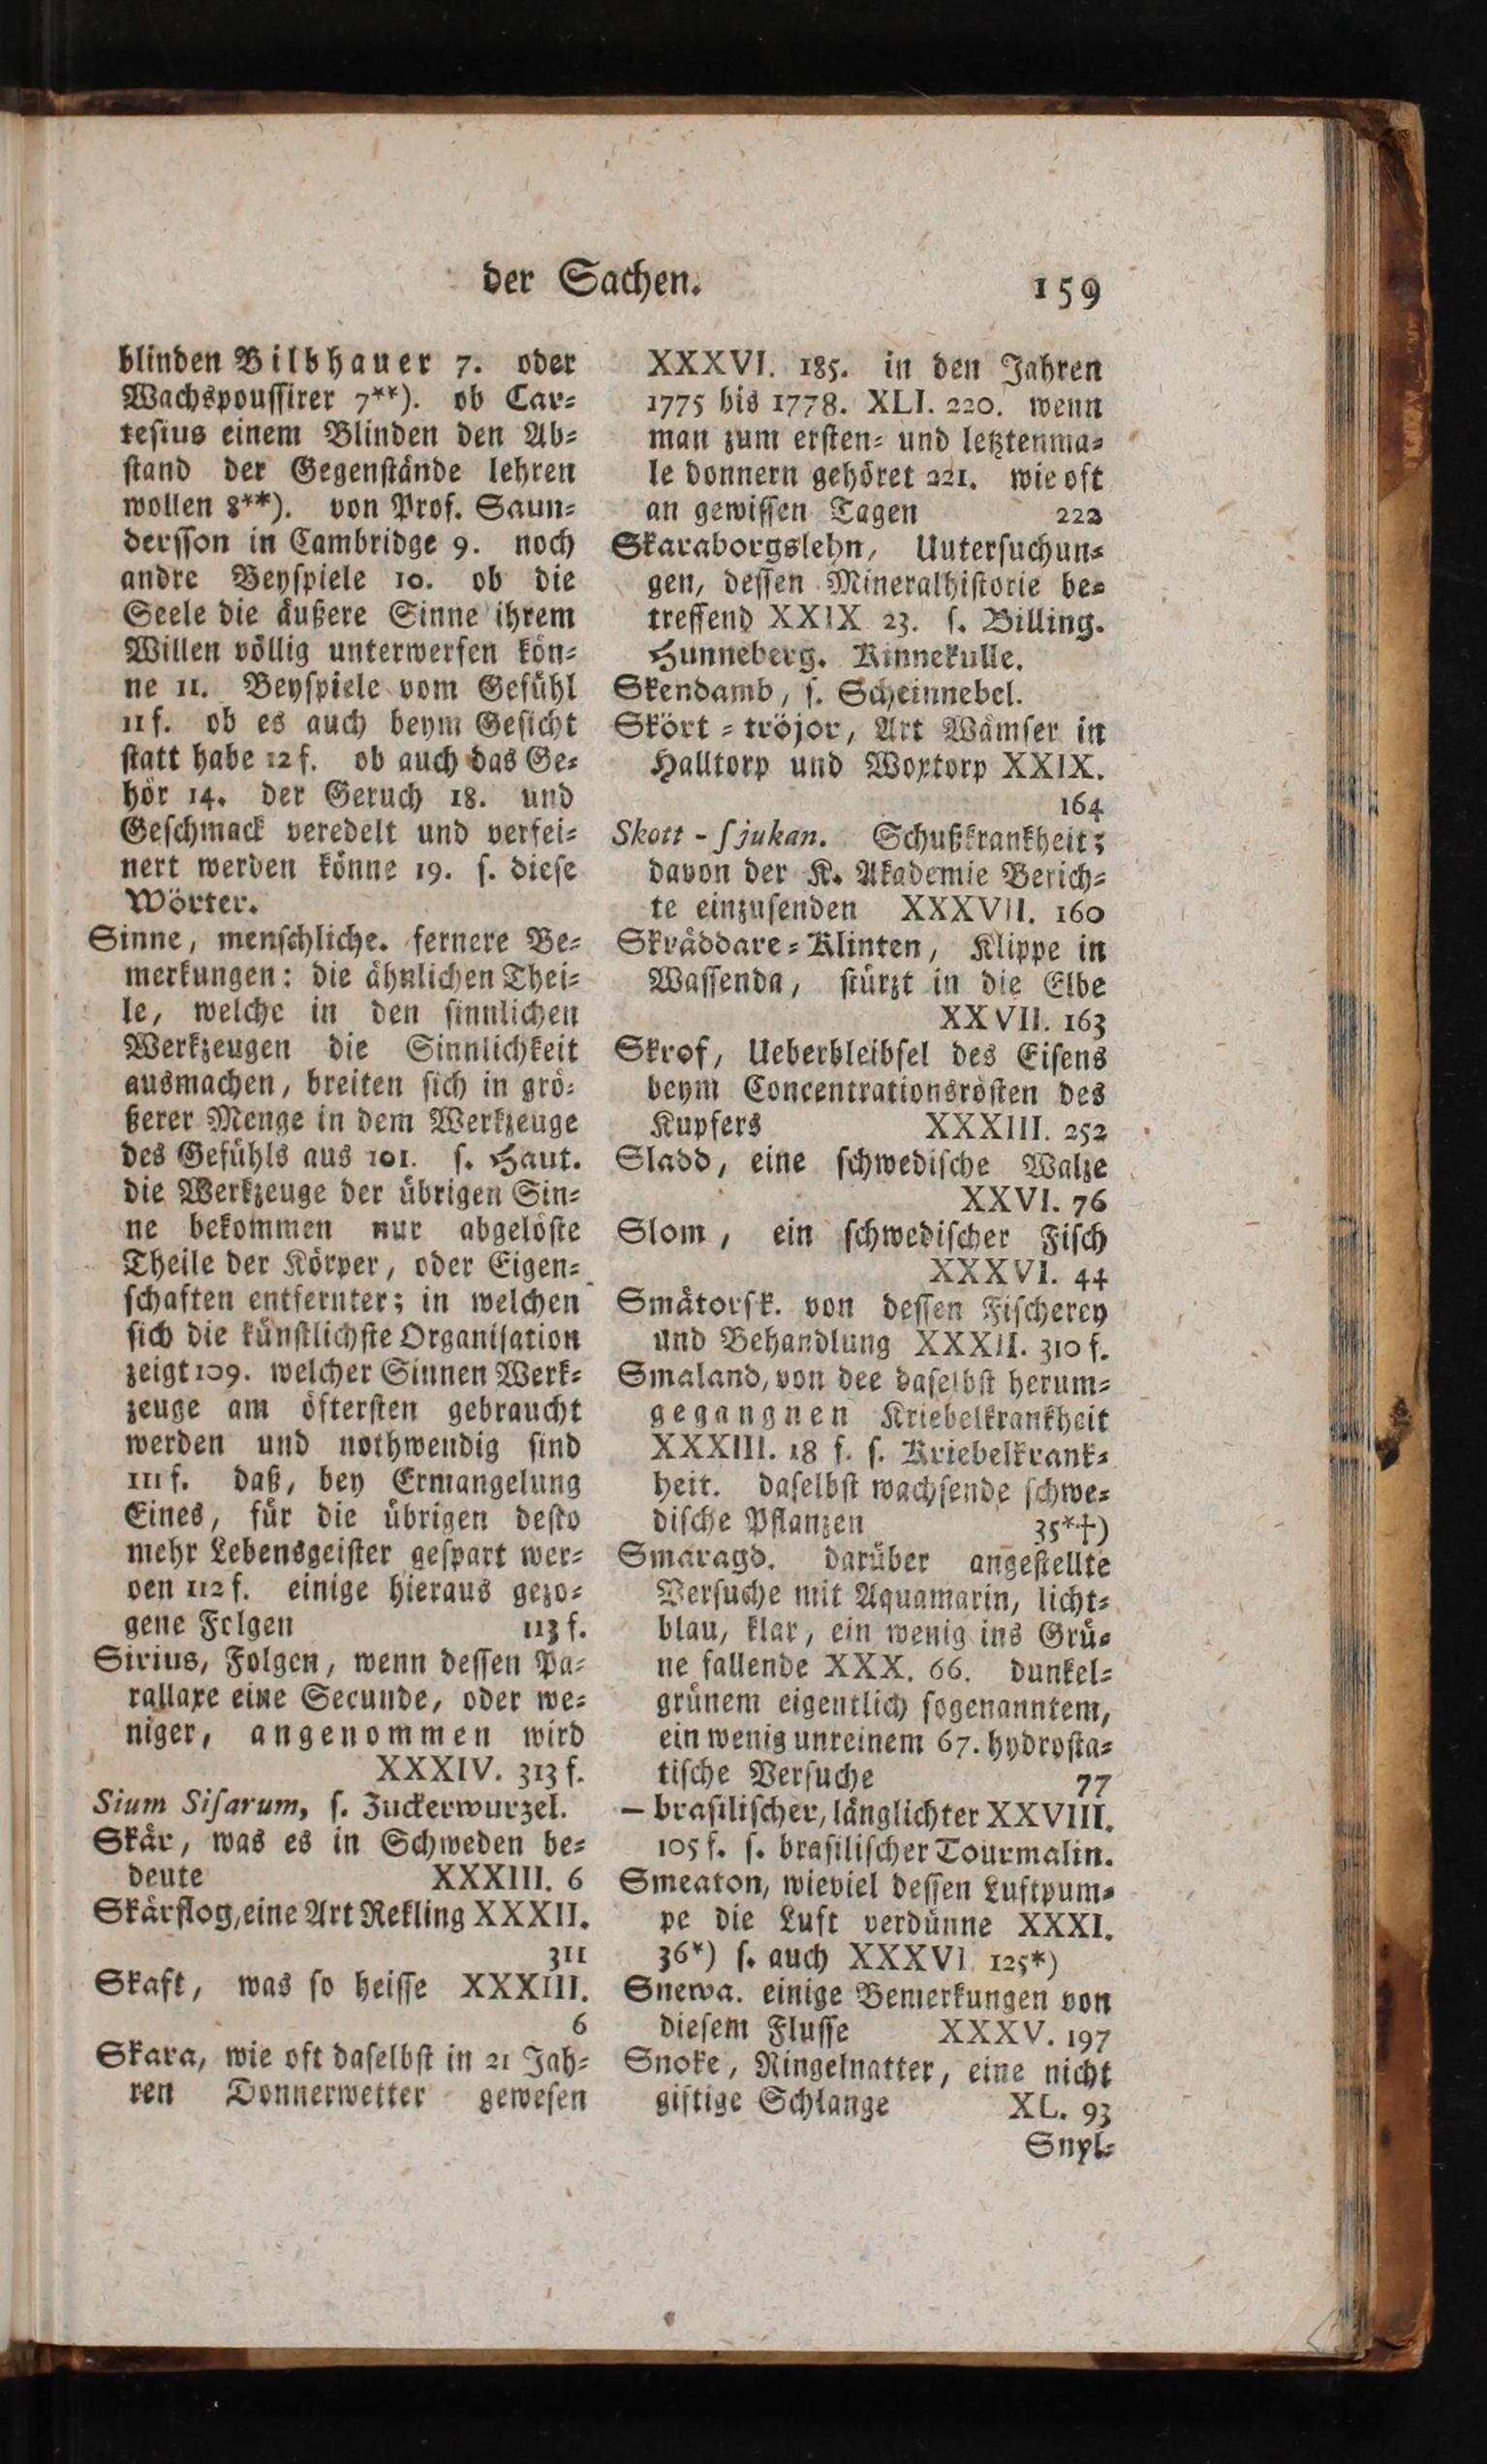 der Sachen. 159
blinden Bilbhauer 7. oder
Wachspoussirer 7**). ob Car⸗
tesius einem Blinden den Ab⸗
stand der Gegenstände lehren
wollen 8**). von Prof. Saun⸗
dersson in Cambridge 9. noch
andre Beyspiele 10. ob die
Seele die äußere Sinne ihrem
Willen völlig unterwerfen kön⸗
ne 11. Beyspiele vom Gefühl
11 f. ob es auch beym Gesicht
statt habe 12 f. ob auch das Ge⸗
hör 14. der Geruch 18. und
Geschmack veredelt und verfei⸗
nert werden könne 19. s. diese
Wörter.
Sinne, menschliche. fernere Be⸗
merkungen: die ähnlichen Thei⸗
le, welche in den sinnlichen
Werkzeugen die Sinnlichkeit
ausmachen, breiten sich in grö⸗
ßerer Menge in dem Werkzeuge
des Gefühls aus 101. s. Haut.
die Werkzeuge der übrigen Sin⸗
ne bekommen nur abgelöste
Theile der Körper, oder Eigen⸗
schaften entfernter; in welchen
sich die künstlichste Organisation
zeigt 109. welcher Sinnen Werk⸗
zeuge am öftersten gebraucht
werden und nothwendig sind
111 f. daß, bey Ermangelung
Eines, für die übrigen desto
mehr Lebensgeister gespart wer⸗
den 112 f. einige hieraus gezo⸗
gene Folgen 113 f.
Sirius, Folgen, wenn dessen Pa⸗
rallaxe eine Secunde, oder we⸗
niger, angenommen wird
XXXIV. 313 f.
Sium Sisarum, s. Zuckerwurzel.
Skår, was es in Schweden be⸗
deute XXXIII. 6
Skårflog, eine Art Rekling XXXII.
311
Skaft, was so heisse XXXIII.
6
Skara, wie oft daselbst in 21 Jah⸗
ren Donnerwetter gewesen
XXXVI. 185. in den Jahren
1775 bis 1778. XLI. 220. wenn
man zum ersten⸗ und letztenma⸗
le donnern gehöret 221. wie oft
an gewissen Tagen 222
Skaraborgslehn, Uutersuchun⸗
gen, dessen Mineralhistorie be⸗
treffend XXIX 23. s. Billing.
Hunneberg. Kinnekulle.
Skendamb, s. Scheinnebel.
Skört⸗tröjor, Art Wämser in
Halltorp und Woxtorp XXIX.
164
Skott-sjukan. Schußkrankheit;
davon der K. Akademie Berich⸗
te einzusenden XXXVII. 160
Skräddare⸗Klinten, Klippe in
Wassenda, stürzt in die Elbe
XXVII. 163
Skrof, Ueberbleibsel des Eisens
beym Concentrationsrösten des
Kupfers XXXIII. 252
Sladd, eine schwedische Walze
XXVI. 76
Slom, ein schwedischer Fisch
XXXVI. 44
Småtorsk. von dessen Fischerey
und Behandlung XXXII. 310 f.
Smaland, von dee daselbst herum⸗
gegangnen Kriebelkrankheit
XXXIII. 18 f. s. Kriebelkrank⸗
heit. daselbst wachsende schwe⸗
dische Pflanzen 35*†)
Smaragd. darüber angestellte
Versuche mit Aquamarin, licht⸗
blau, klar, ein wenig ins Grü⸗
ne fallende XXX. 66. dunkel⸗
grünem eigentlich sogenanntem,
ein wenig unreinem 67. hydrosta⸗
tische Versuche 77
— brasilischer, länglichter XXVIII.
105 f. s. brasilischer Tourmalin.
Smeaton, wieviel dessen Luftpum⸗
pe die Luft verdünne XXXI.
36*) s. auch XXXVI 125*)
Snewa. einige Bemerkungen von
diesem Flusse XXXV. 197
Snoke, Ringelnatter, eine nicht
giftige Schlange XL. 93
Snyl⸗